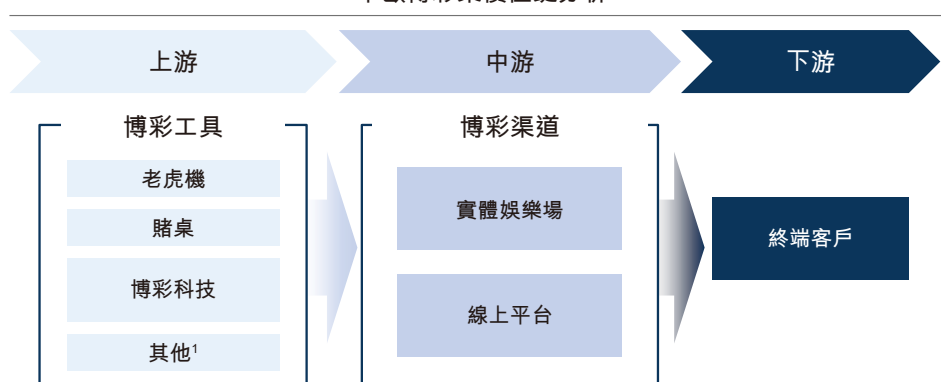 上游
中游
下游
博彩工具
老虎機
賭桌
博彩科技
其他¹
博彩渠道
實體娛樂場
線上平台
終端客戶